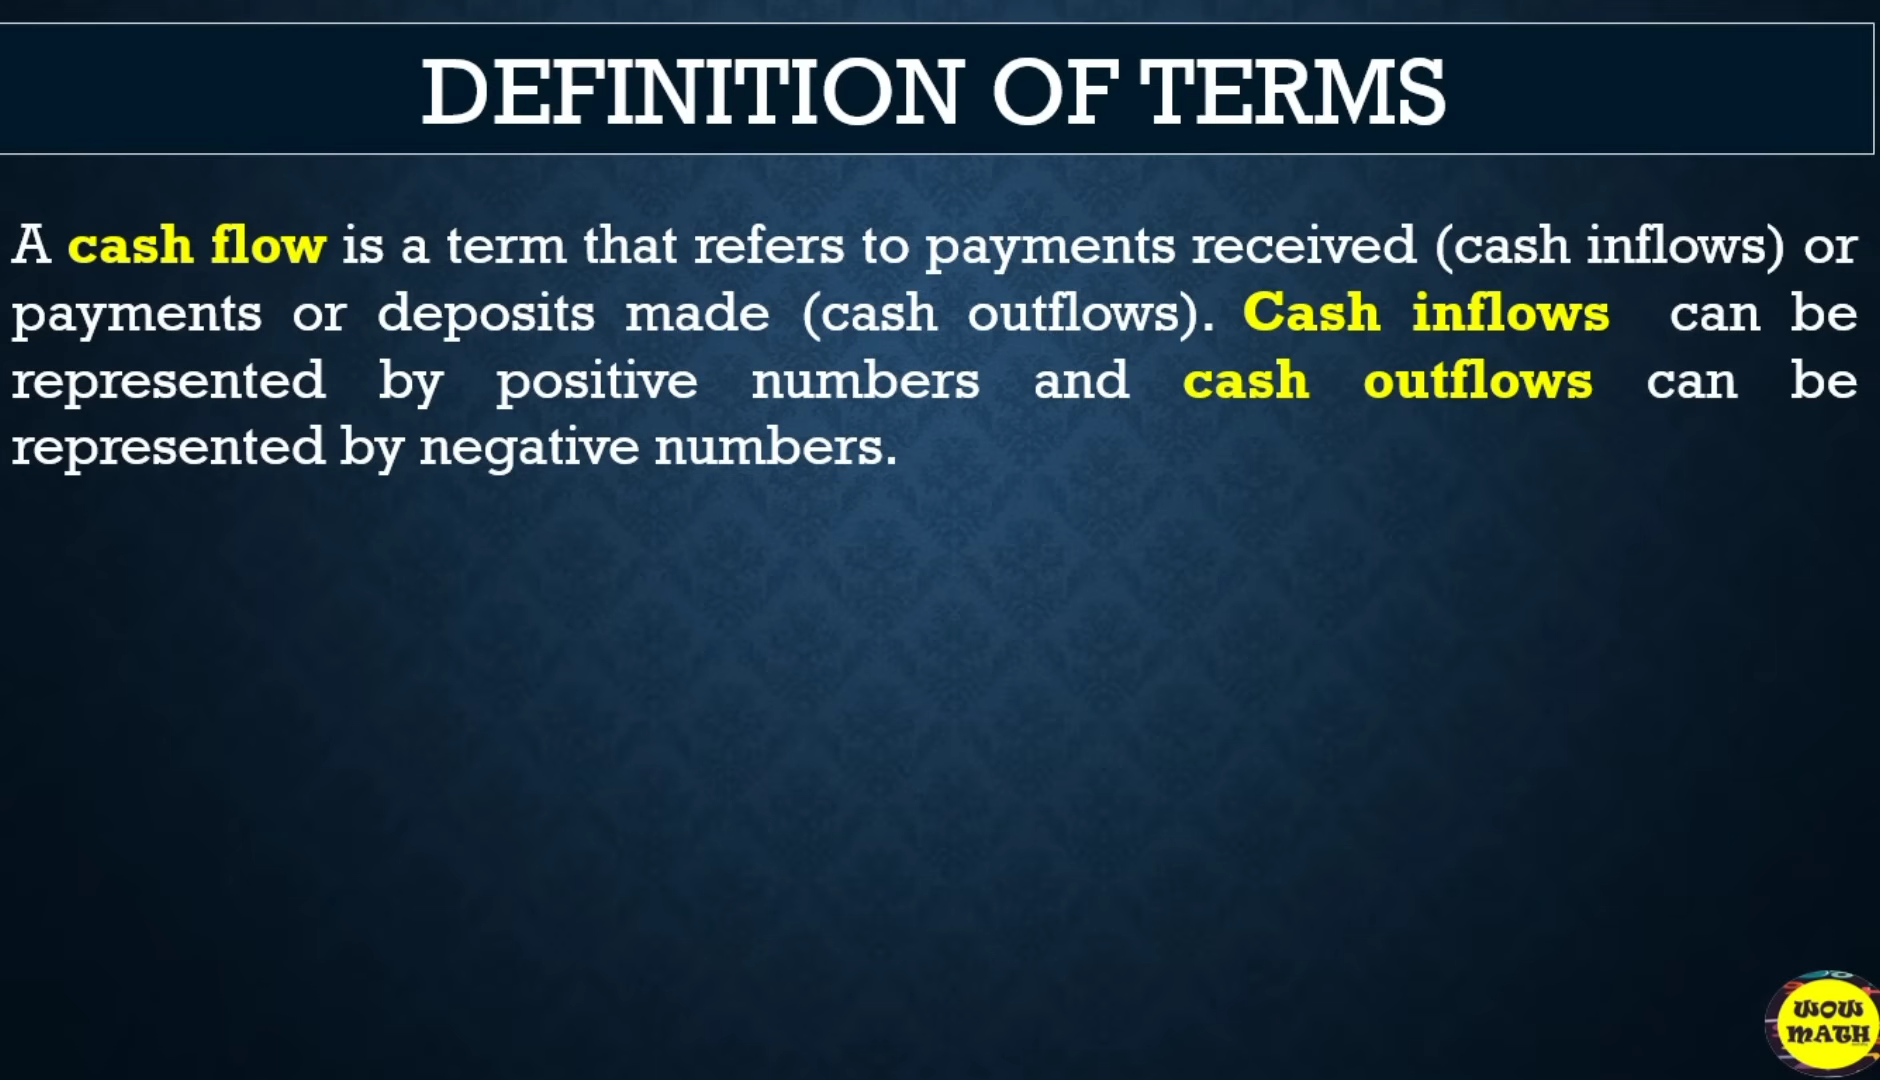 DEFINITION OF TERMS
A cash flow is a term that refers to payments received (cash inflows) or
payments or deposits made (cash outflows). Cash inflows can be
represented by positive numbers and cash outflows can be
represented by negative numbers.
WOW
MATH